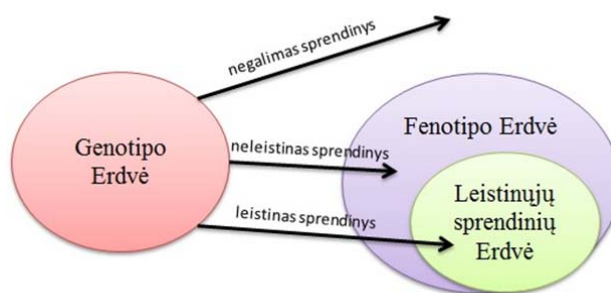 negalimas sprendinys
Genotipo
Erdvė
neleistinas sprendinys
leistinas sprendinys
Fenotipo Erdvė
Leistinųjų
sprendinių
Erdvė